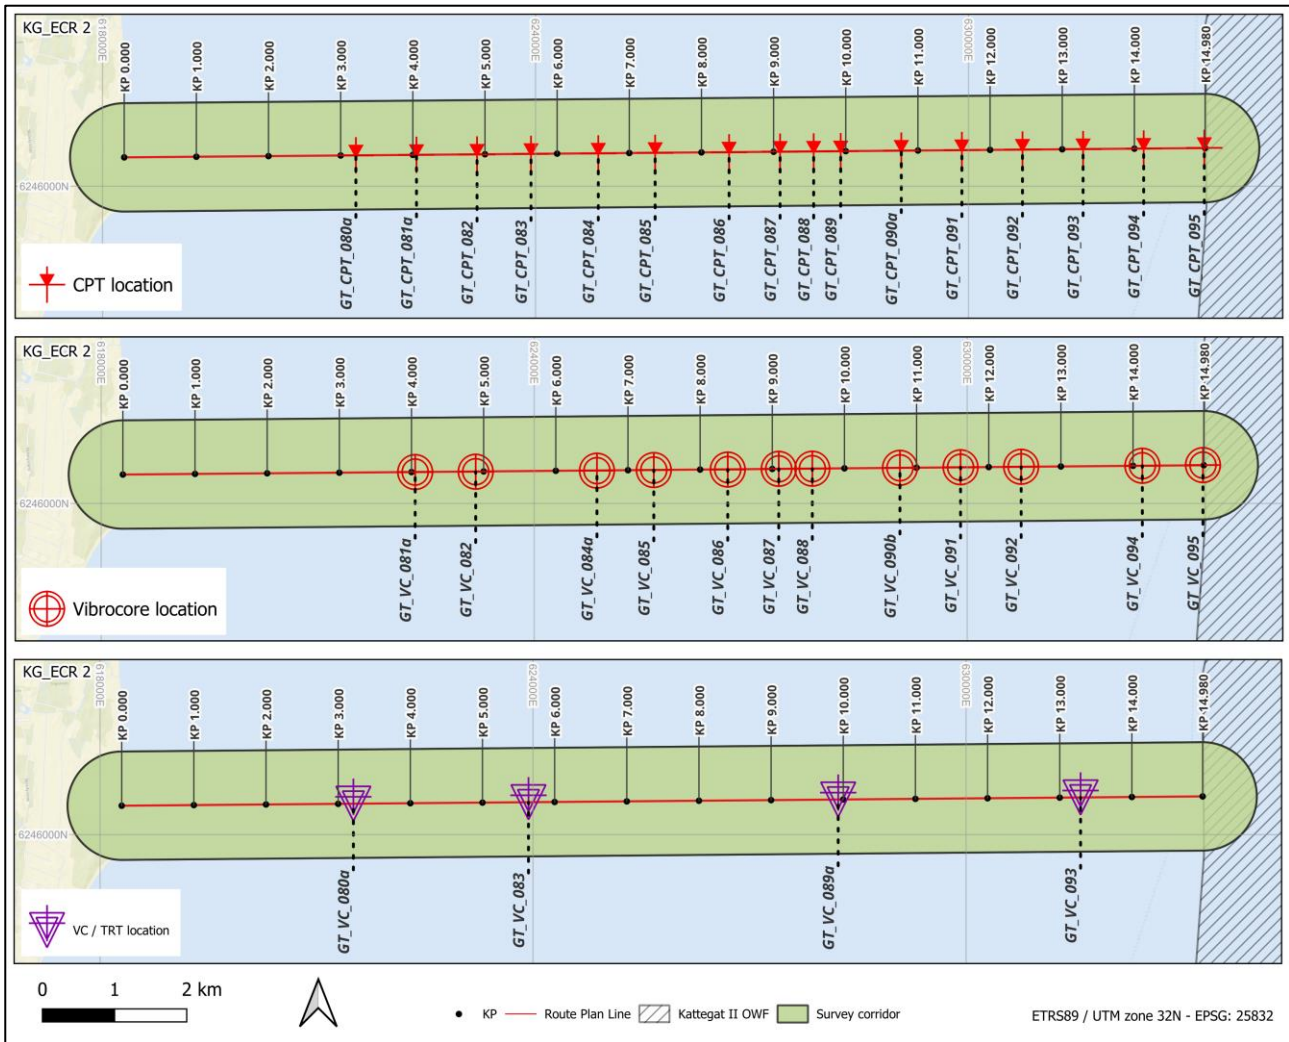 KG_ECR 2
618000E
624000E
630000E
KP 0.000
KP 1.000
KP 2.000
KP 3.000
KP 4.000
KP 5.000
KP 6.000
KP 7.000
KP 8.000
KP 9.000
KP 10.000
KP 11.000
KP 12.000
KP 13.000
KP 14.000
KP 14.980
6246000N
GT_CPT_080a
GT_CPT_081a
GT_CPT_082
GT_CPT_083
GT_CPT_084
GT_CPT_085
GT_CPT_086
GT_CPT_087
GT_CPT_088
GT_CPT_089
GT_CPT_090a
GT_CPT_091
GT_CPT_092
GT_CPT_093
GT_CPT_094
GT_CPT_095
CPT location
KG_ECR 2
618000E
624000E
630000E
KP 0.000
KP 1.000
KP 2.000
KP 3.000
KP 4.000
KP 5.000
KP 6.000
KP 7.000
KP 8.000
KP 9.000
KP 10.000
KP 11.000
KP 12.000
KP 13.000
KP 14.000
KP 14.980
6246000N
GT_VC_081a
GT_VC_082
GT_VC_084a
GT_VC_085
GT_VC_086
GT_VC_087
GT_VC_088
GT_VC_090b
GT_VC_091
GT_VC_092
GT_VC_094
GT_VC_095
Vibrocore location
KG_ECR 2
618000E
624000E
630000E
KP 0.000
KP 1.000
KP 2.000
KP 3.000
KP 4.000
KP 5.000
KP 6.000
KP 7.000
KP 8.000
KP 9.000
KP 10.000
KP 11.000
KP 12.000
KP 13.000
KP 14.000
KP 14.980
6246000N
GT_VC_080a
GT_VC_083
GT_VC_089a
GT_VC_093
VC / TRT location
0 1 2 km
KP
Route Plan Line
Kattegat II OWF
Survey corridor
ETRS89 / UTM zone 32N - EPSG: 25832